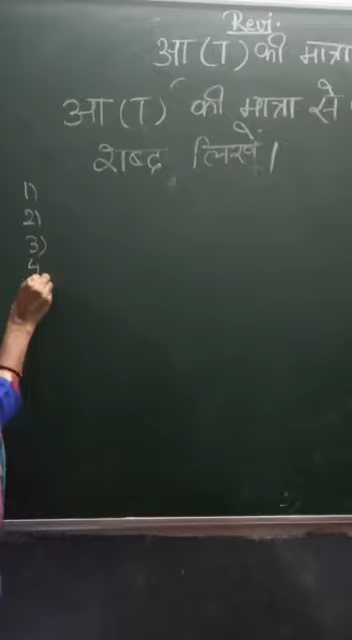 Revi.
आ (ा) की मात्रा
आ (ा) की मात्रा से
शब्द लिखें।
1)
2)
3)
4